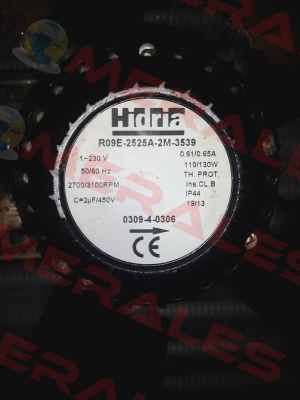 Hidria
R09E-2525A-2M-3539
1~230.V 0.61/0.65A
50/60 Hz 110/130W
2700/3100RPM TH. PROT.
C=2µF/450V Ins.CL.B
IP44
19/13
0309-4-0306
CE